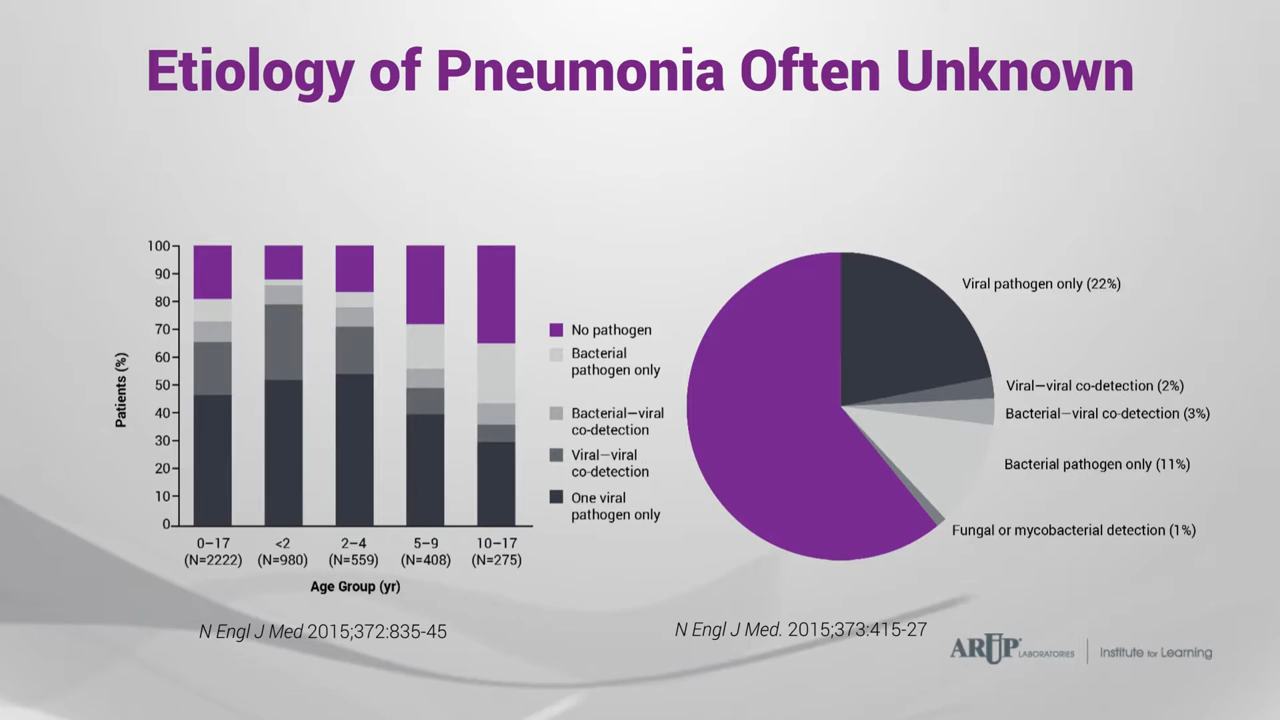 Etiology of Pneumonia Often Unknown
Patients (%)
100
90
80
70
60
50
40
30
20
10
0
0–17
(N=2222)
<2
(N=980)
2–4
(N=559)
5–9
(N=408)
10–17
(N=275)
Age Group (yr)
No pathogen
Bacterial
pathogen only
Bacterial–viral
co-detection
Viral–viral
co-detection
One viral
pathogen only
N Engl J Med 2015;372:835-45
Viral pathogen only (22%)
Viral–viral co-detection (2%)
Bacterial–viral co-detection (3%)
Bacterial pathogen only (11%)
Fungal or mycobacterial detection (1%)
N Engl J Med. 2015;373:415-27
ARUP® LABORATORIES | Institute for Learning